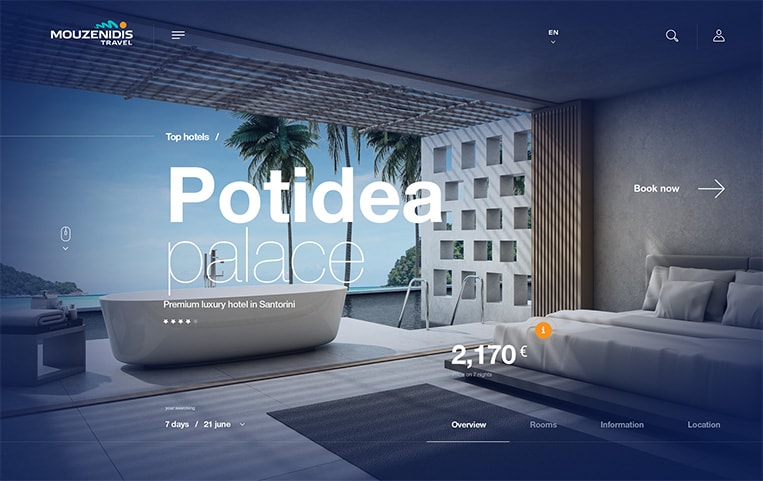 MOUZENIDIS
TRAVEL
EN
Top hotels /
Potidea
palace
Book now
Premium luxury hotel in Santorini
i
2,170 €
on 7 nights
your searching
7 days / 21 june
Overview
Rooms
Information
Location